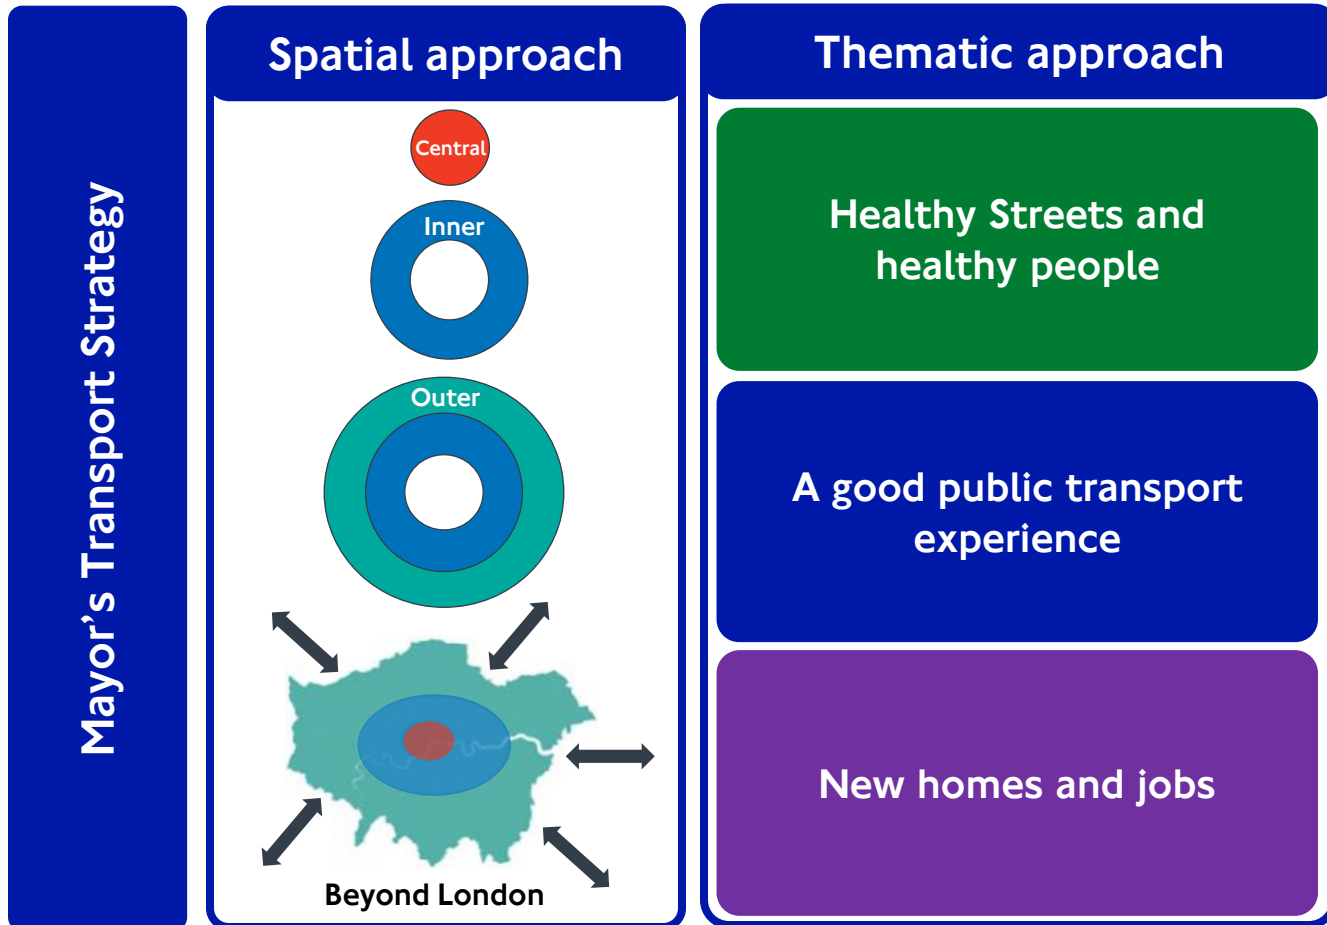 Mayor's Transport Strategy
Spatial approach
Central
Inner
Outer
Beyond London
Thematic approach
Healthy Streets and
healthy people
A good public transport
experience
New homes and jobs